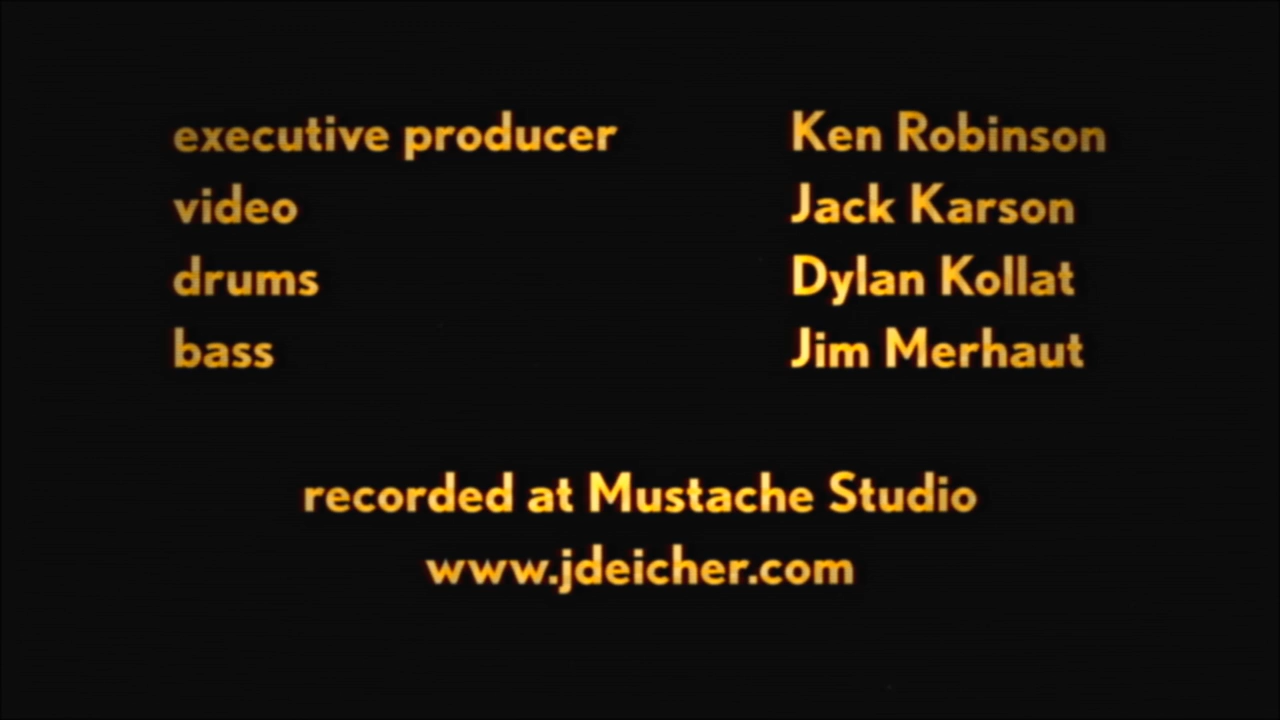 executive producer Ken Robinson
video Jack Karson
drums Dylan Kollat
bass Jim Merhaut
recorded at Mustache Studio
www.jdeicher.com